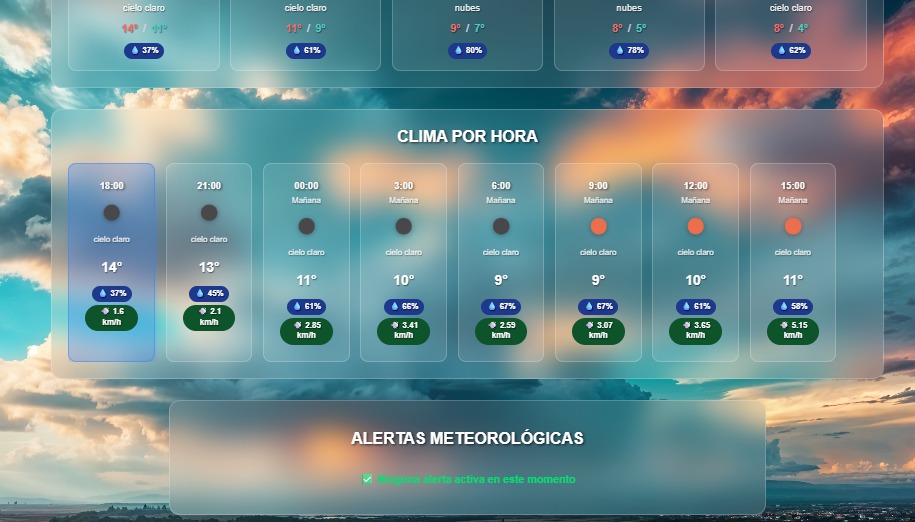 cielo claro cielo claro nubes nubes cielo claro
14° / 11° 11° / 9° 9° / 7° 8° / 5° 8° / 4°
37% 61% 80% 78% 62%
CLIMA POR HORA
18:00 21:00 00:00 3:00 6:00 9:00 12:00 15:00
Mañana Mañana Mañana Mañana Mañana Mañana
cielo claro cielo claro cielo claro cielo claro cielo claro cielo claro cielo claro cielo claro
14° 13° 11° 10° 9° 9° 10° 11°
37% 45% 61% 66% 67% 67% 61% 58%
1.6 2.1 2.85 3.41 2.59 3.07 3.65 5.15
km/h km/h km/h km/h km/h km/h km/h km/h
ALERTAS METEOROLÓGICAS
✅ Ninguna alerta activa en este momento